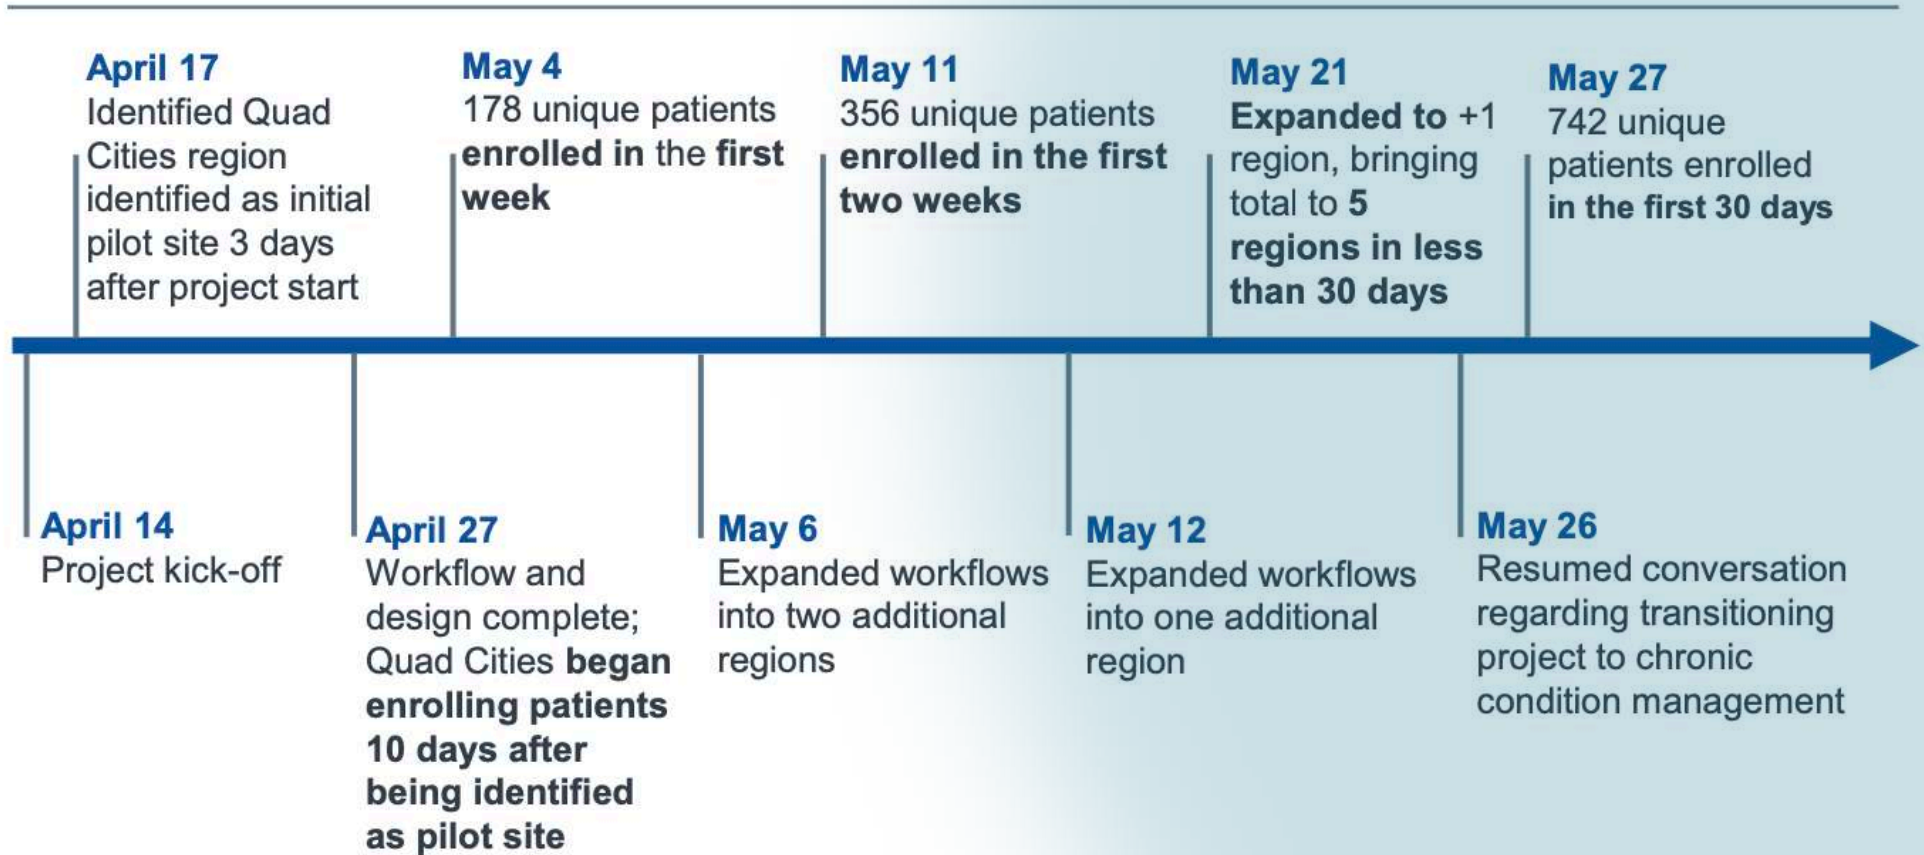 April 17
Identified Quad
Cities region
identified as initial
pilot site 3 days
after project start
May 4
178 unique patients
enrolled in the first
week
May 11
356 unique patients
enrolled in the first
two weeks
May 21
Expanded to +1
region, bringing
total to 5
regions in less
than 30 days
May 27
742 unique
patients enrolled
in the first 30 days
April 14
Project kick-off
April 27
Workflow and
design complete;
Quad Cities began
enrolling patients
10 days after
being identified
as pilot site
May 6
Expanded workflows
into two additional
regions
May 12
Expanded workflows
into one additional
region
May 26
Resumed conversation
regarding transitioning
project to chronic
condition management